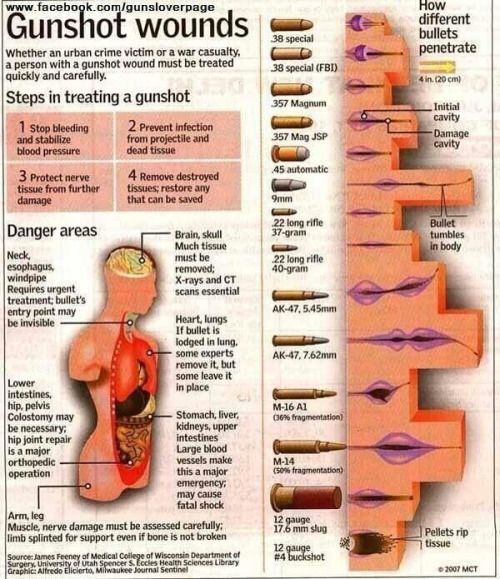 www.facebook.com/gunsloverpage
Gunshot wounds
Whether an urban crime victim or a war casualty,
a person with a gunshot wound must be treated
quickly and carefully.
Steps in treating a gunshot
1 Stop bleeding
and stabilize
blood pressure
2 Prevent infection
from projectile and
dead tissue
3 Protect nerve
tissue from further
damage
4 Remove destroyed
tissues; restore any
that can be saved
Danger areas
Neck,
esophagus,
windpipe
Requires urgent
treatment; bullet's
entry point may
be invisible
Lower
intestines,
hip, pelvis
Colostomy may
be necessary;
hip joint repair
is a major
orthopedic
operation
Arm, leg
Muscle, nerve damage must be assessed carefully;
limb splinted for support even if bone is not broken
Brain, skull
Much tissue
must be
removed;
X-rays and CT
scans essential
Heart, lungs
If bullet is
lodged in lung,
some experts
remove it, but
some leave it
in place
Stomach, liver,
kidneys, upper
intestines
Large blood
vessels make
this a major
emergency;
may cause
fatal shock
Source: James Feeney of Medical College of Wisconsin Department of
Surgery, University of Utah Spencer S. Eccles Health Sciences Library
Graphic: Alfredo Elicierto, Milwaukee Journal Sentinel
How
different
bullets
penetrate
4 in. (20 cm)
.38 special
.38 special (FBI)
.357 Magnum
.357 Mag JSP
.45 automatic
9mm
.22 long rifle
37-gram
.22 long rifle
40-gram
AK-47, 5.45mm
AK-47, 7.62mm
M-16 A1
(36% fragmentation)
M-14
(50% fragmentation)
12 gauge
17.6 mm slug
12 gauge
#4 buckshot
Initial
cavity
Damage
cavity
Bullet
tumbles
in body
Pellets rip
tissue
© 2007 MCT